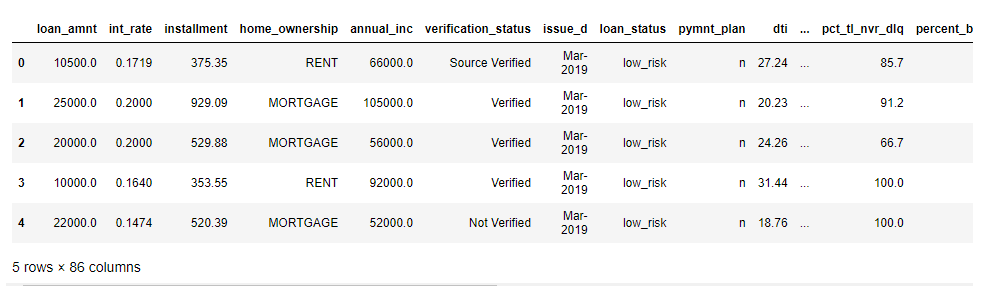 loan_amnt int_rate installment home_ownership annual_inc verification_status issue_d loan_status pymnt_plan dti ... pct_tl_nvr_dlq percent_b
0 10500.0 0.1719 375.35 RENT 66000.0 Source Verified Mar-2019 low_risk n 27.24 ... 85.7
1 25000.0 0.2000 929.09 MORTGAGE 105000.0 Verified Mar-2019 low_risk n 20.23 ... 91.2
2 20000.0 0.2000 529.88 MORTGAGE 56000.0 Verified Mar-2019 low_risk n 24.26 ... 66.7
3 10000.0 0.1640 353.55 RENT 92000.0 Verified Mar-2019 low_risk n 31.44 ... 100.0
4 22000.0 0.1474 520.39 MORTGAGE 52000.0 Not Verified Mar-2019 low_risk n 18.76 ... 100.0
5 rows × 86 columns